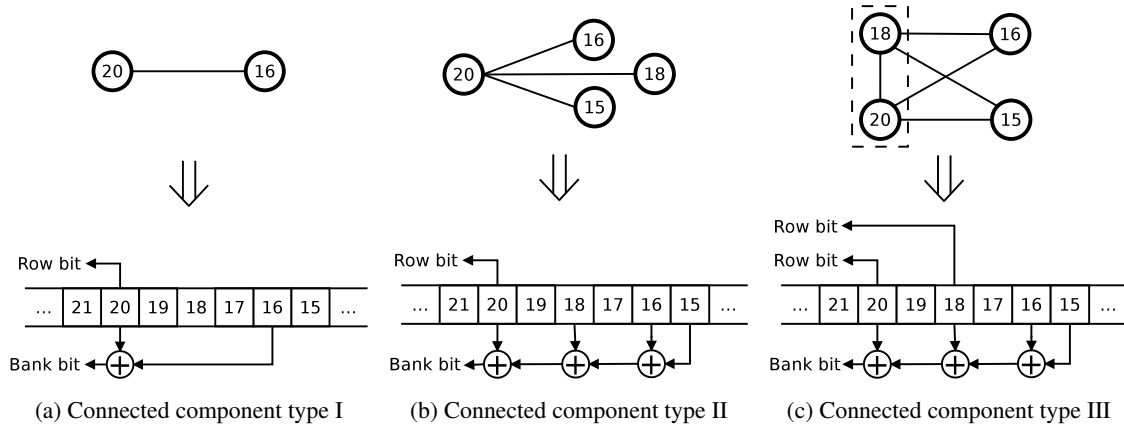 18
16
16
20
16
20
18
15
20
15
Row bit
Row bit
Row bit
Row bit
... 21 20 19 18 17 16 15 ...
... 21 20 19 18 17 16 15 ...
... 21 20 19 18 17 16 15 ...
Bank bit
Bank bit
Bank bit
(a) Connected component type I
(b) Connected component type II
(c) Connected component type III